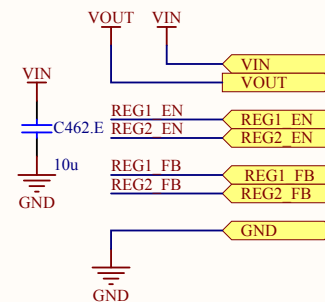 VOUT VIN
VIN
VOUT
VIN
C462.E
10u
GND
REG1_EN REG1_EN
REG2_EN REG2_EN
REG1_FB REG1_FB
REG2_FB REG2_FB
GND
GND